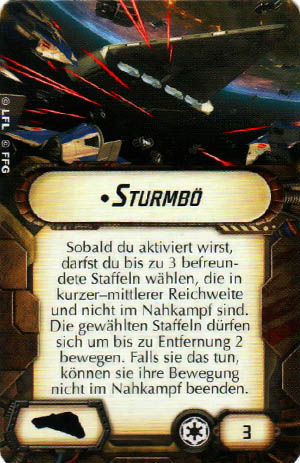 © LFL © FFG
•STURMBÖ
Sobald du aktiviert wirst,
darfst du bis zu 3 befreun-
dete Staffeln wählen, die in
kurzer–mittlerer Reichweite
und nicht im Nahkampf sind.
Die gewählten Staffeln dürfen
sich um bis zu Entfernung 2
bewegen. Falls sie das tun,
können sie ihre Bewegung
nicht im Nahkampf beenden.
3